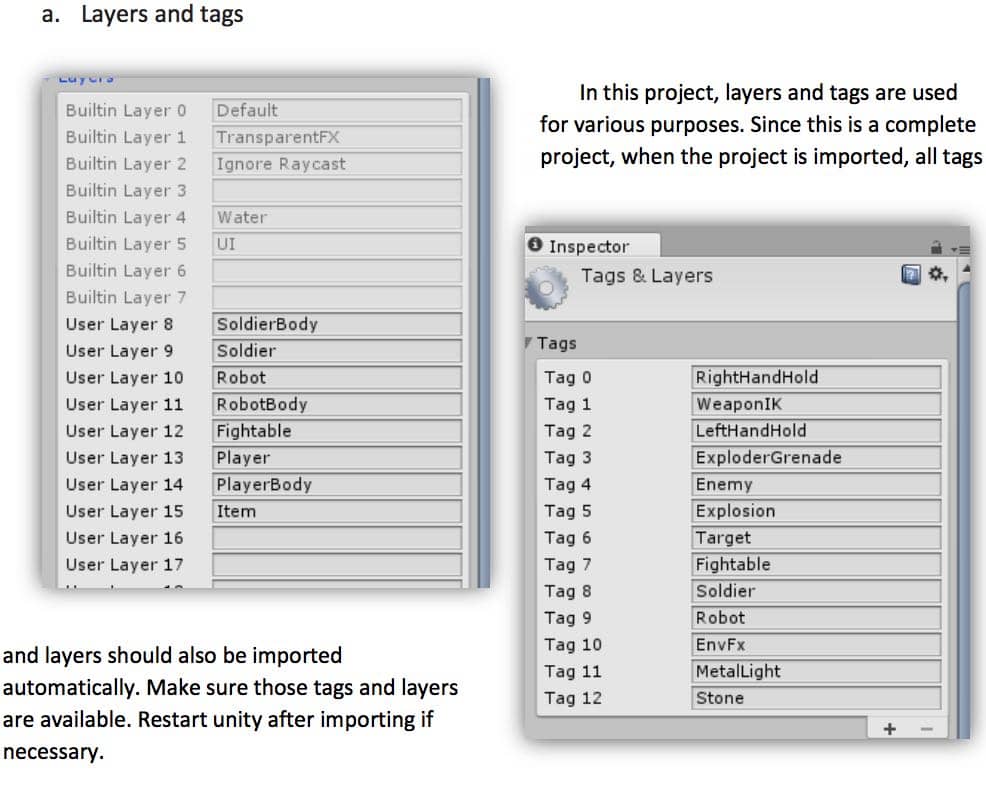 a. Layers and tags
Layers
Builtin Layer 0 Default
Builtin Layer 1 TransparentFX
Builtin Layer 2 Ignore Raycast
Builtin Layer 3
Builtin Layer 4 Water
Builtin Layer 5 UI
Builtin Layer 6
Builtin Layer 7
User Layer 8 SoldierBody
User Layer 9 Soldier
User Layer 10 Robot
User Layer 11 RobotBody
User Layer 12 Fightable
User Layer 13 Player
User Layer 14 PlayerBody
User Layer 15 Item
User Layer 16
User Layer 17
In this project, layers and tags are used
for various purposes. Since this is a complete
project, when the project is imported, all tags
Inspector
Tags & Layers
Tags
Tag 0 RightHandHold
Tag 1 WeaponIK
Tag 2 LeftHandHold
Tag 3 ExploderGrenade
Tag 4 Enemy
Tag 5 Explosion
Tag 6 Target
Tag 7 Fightable
Tag 8 Soldier
Tag 9 Robot
Tag 10 EnvFx
Tag 11 MetalLight
Tag 12 Stone
+ −
and layers should also be imported
automatically. Make sure those tags and layers
are available. Restart unity after importing if
necessary.